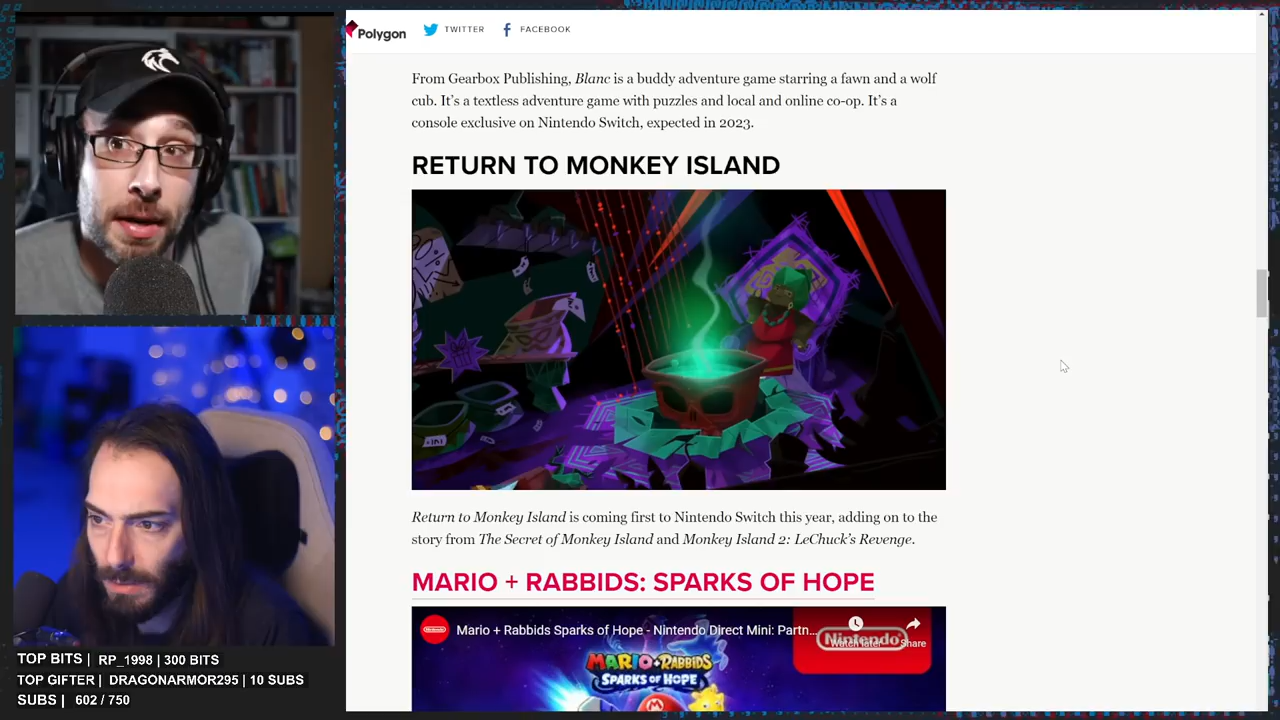 Polygon
TWITTER
FACEBOOK
From Gearbox Publishing, Blanc is a buddy adventure game starring a fawn and a wolf
cub. It's a textless adventure game with puzzles and local and online co-op. It's a
console exclusive on Nintendo Switch, expected in 2023.
RETURN TO MONKEY ISLAND
Return to Monkey Island is coming first to Nintendo Switch this year, adding on to the
story from The Secret of Monkey Island and Monkey Island 2: LeChuck's Revenge.
MARIO + RABBIDS: SPARKS OF HOPE
Nintendo
Mario + Rabbids Sparks of Hope - Nintendo Direct Mini: Partn...
Nintendo
Watch later
Share
MARIO + RABBIDS
SPARKS OF HOPE
TOP BITS | RP_1998 | 300 BITS
TOP GIFTER | DRAGONARMOR295 | 10 SUBS
SUBS | 602 / 750